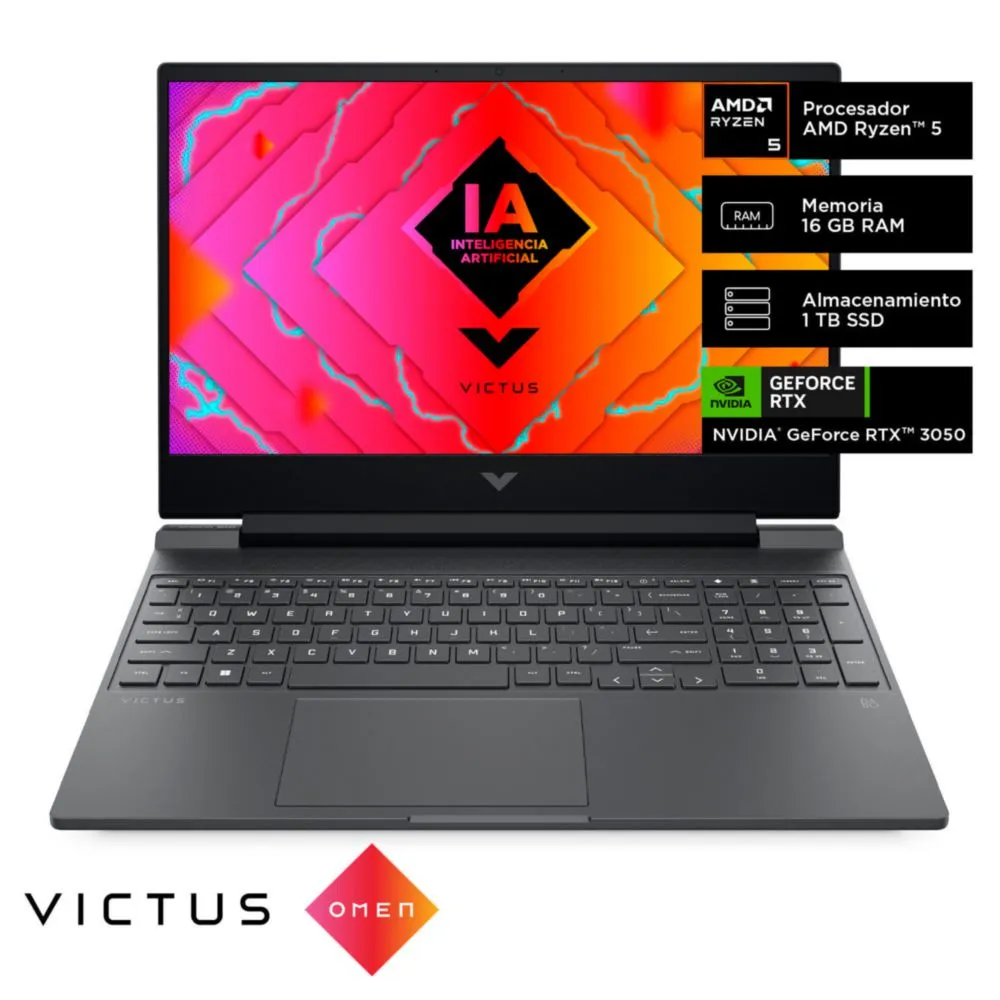 IA
INTELIGENCIA
ARTIFICIAL
VICTUS
AMD
RYZEN
5
Procesador
AMD Ryzen™ 5
RAM
Memoria
16 GB RAM
Almacenamiento
1 TB SSD
NVIDIA
GEFORCE
RTX
NVIDIA® GeForce RTX™ 3050
Q W E R T Y U I O P
A S D F G H J K L
Z X C V B N M
VICTUS
VICTUS
OMEN